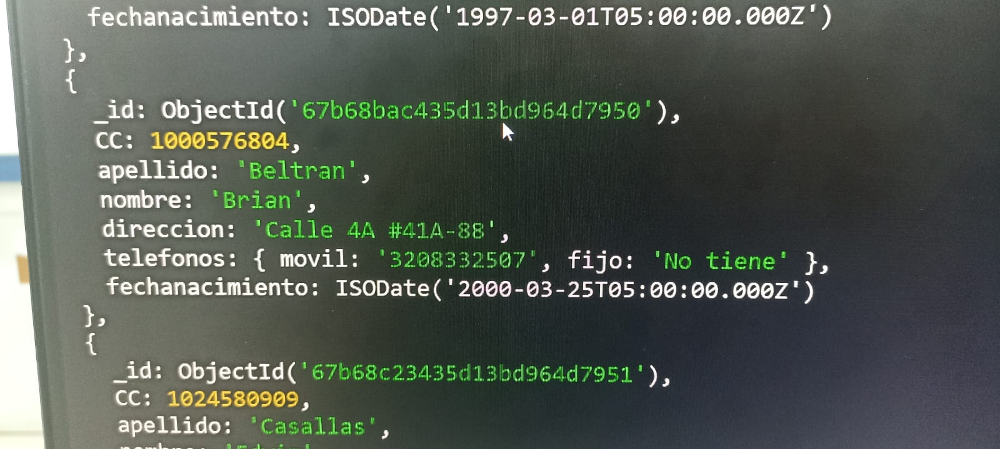 fechanacimiento: ISODate('1997-03-01T05:00:00.000Z')
},
{
_id: ObjectId('67b68bac435d13bd964d7950'),
CC: 1000576804,
apellido: 'Beltran',
nombre: 'Brian',
direccion: 'Calle 4A #41A-88',
telefonos: { movil: '3208332507', fijo: 'No tiene' },
fechanacimiento: ISODate('2000-03-25T05:00:00.000Z')
},
{
_id: ObjectId('67b68c23435d13bd964d7951'),
CC: 1024580909,
apellido: 'Casallas',